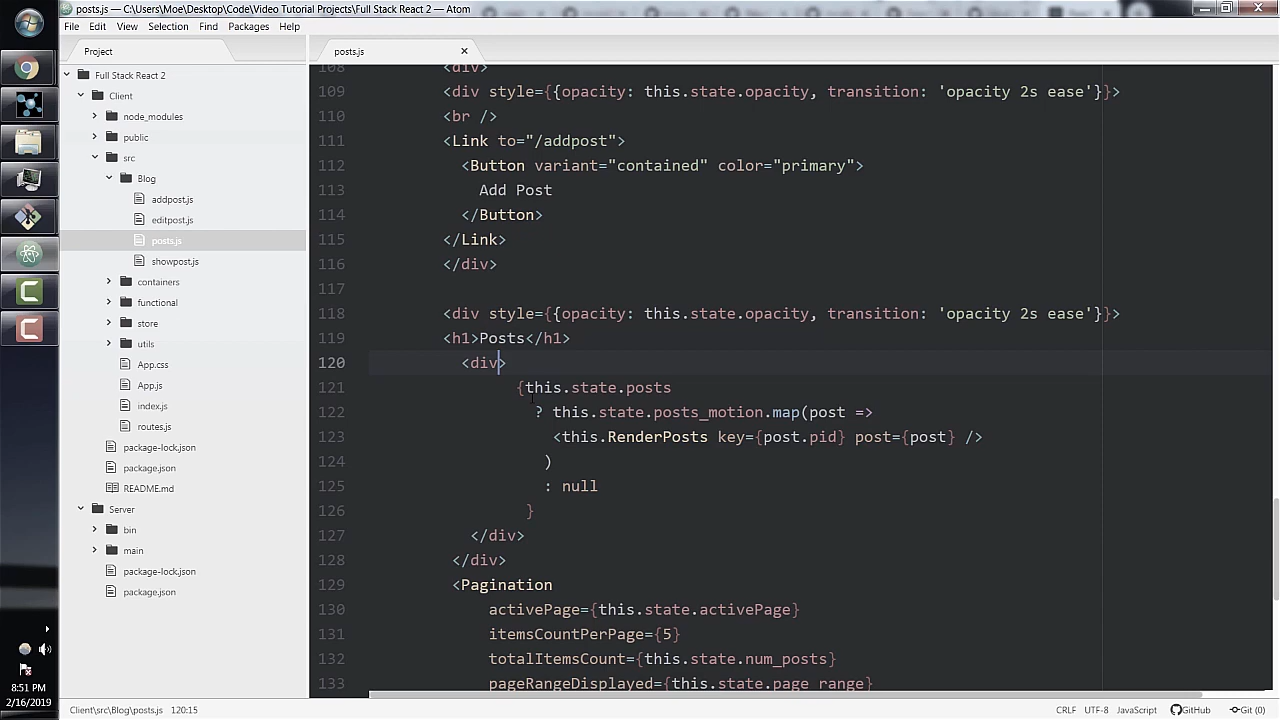 posts.js — C:\Users\Moe\Desktop\Code\Video Tutorial Projects\Full Stack React 2 — Atom
File Edit View Selection Find Packages Help
Project
posts.js
Full Stack React 2
Client
node_modules
public
src
Blog
addpost.js
editpost.js
posts.js
showpost.js
containers
functional
store
utils
App.css
App.js
index.js
routes.js
package-lock.json
package.json
README.md
Server
bin
main
package-lock.json
package.json
108 <div>
109 <div style={{opacity: this.state.opacity, transition: 'opacity 2s ease'}}>
110 <br />
111 <Link to="/addpost">
112 <Button variant="contained" color="primary">
113 Add Post
114 </Button>
115 </Link>
116 </div>
117
118 <div style={{opacity: this.state.opacity, transition: 'opacity 2s ease'}}>
119 <h1>Posts</h1>
120 <div>
121 {this.state.posts
122 ? this.state.posts_motion.map(post =>
123 <this.RenderPosts key={post.pid} post={post} />
124 )
125 : null
126 }
127 </div>
128 </div>
129 <Pagination
130 activePage={this.state.activePage}
131 itemsCountPerPage={5}
132 totalItemsCount={this.state.num_posts}
133 pageRangeDisplayed={this.state.page_range}
8:51 PM
2/16/2019
Client\src\Blog\posts.js 120:15
CRLF UTF-8 JavaScript GitHub Git (0)